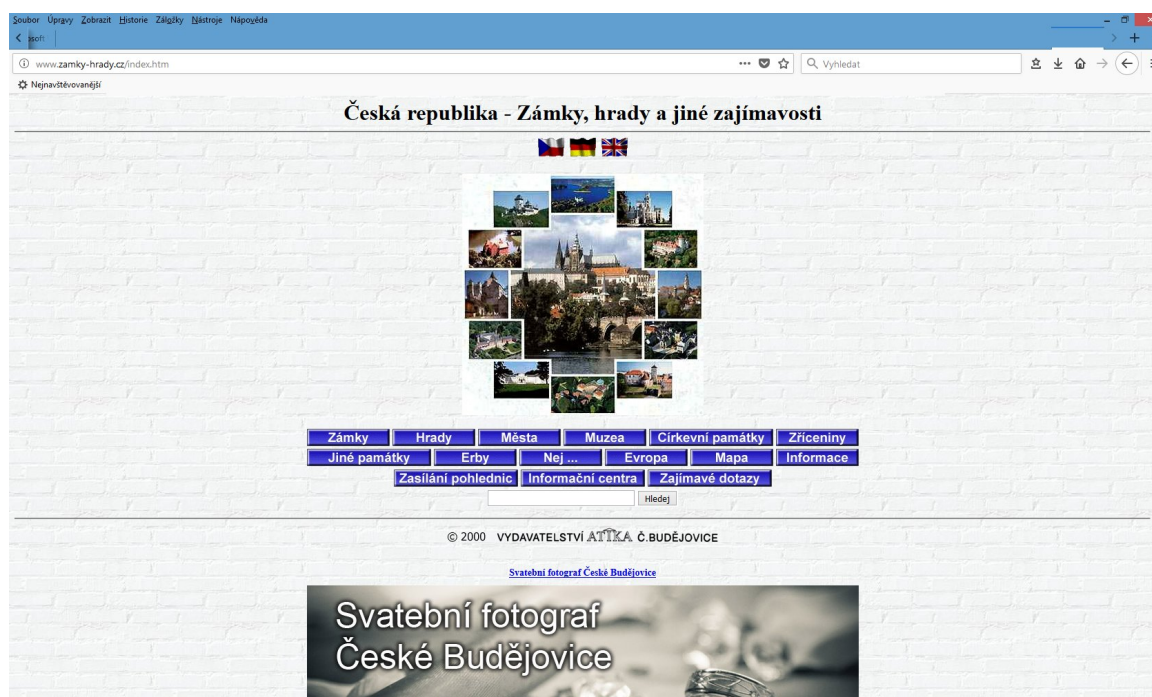 Soubor Úpravy Zobrazit Historie Záložky Nástroje Nápověda
www.zamky-hrady.cz/index.htm
Vyhledat
Nejnavštěvovanější
Česká republika - Zámky, hrady a jiné zajímavosti
Zámky Hrady Města Muzea Církevní památky Zříceniny
Jiné památky Erby Nej ... Evropa Mapa Informace
Zasílání pohlednic Informační centra Zajímavé dotazy
Hledej
© 2000 VYDAVATELSTVÍ ATIKA Č.BUDĚJOVICE
Svatební fotograf České Budějovice
Svatební fotograf
České Budějovice